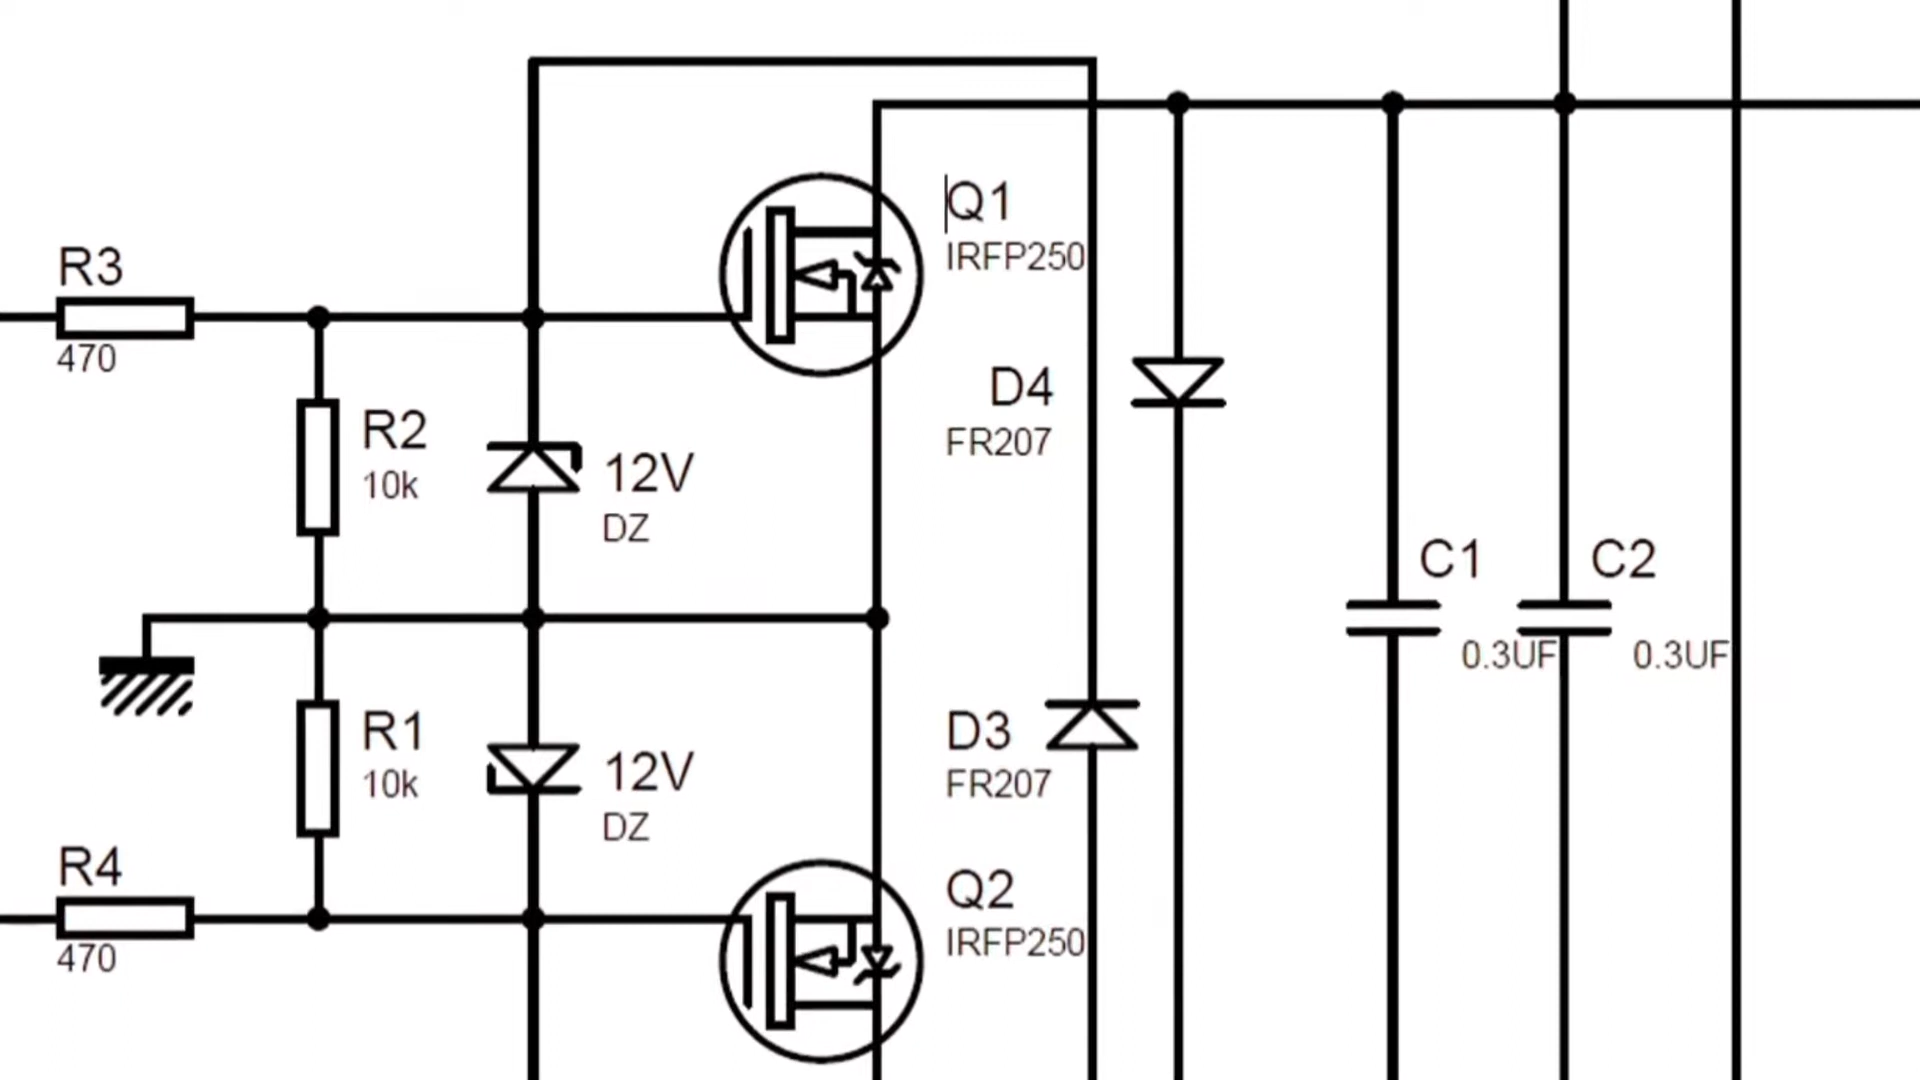 Q1
IRFP250
R3
470
R2
10k
12V
DZ
D4
FR207
C1
0.3UF
C2
0.3UF
R1
10k
12V
DZ
D3
FR207
R4
470
Q2
IRFP250